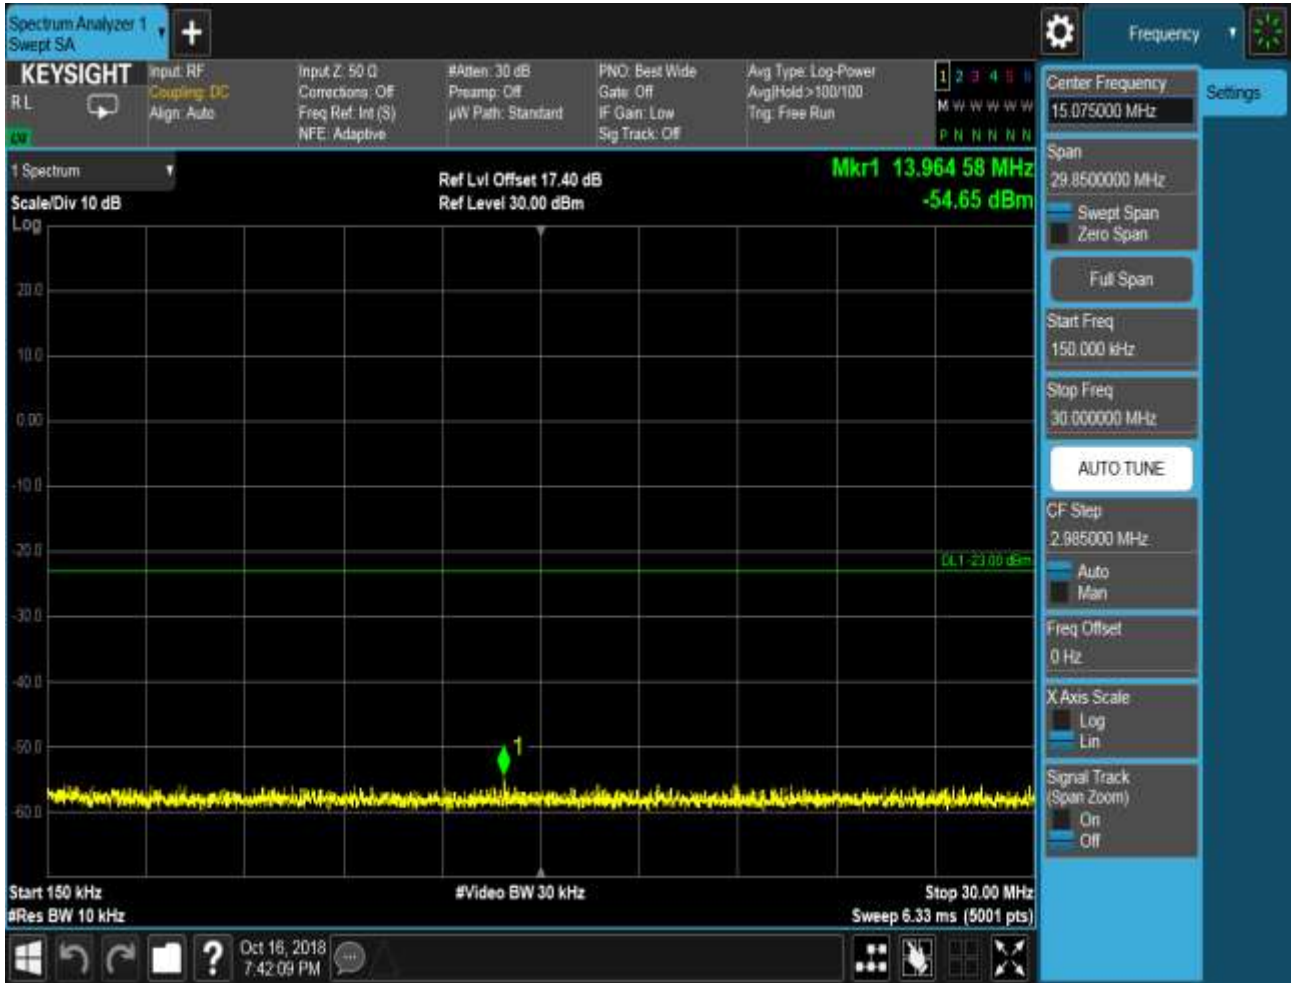 Spectrum Analyzer 1
Swept SA
Frequency
KEYSIGHT
R L
Input: RF
Coupling: DC
Align: Auto
Input Z: 50 Ω
Corrections: Off
Freq Ref: Int (S)
NFE: Adaptive
#Atten: 30 dB
Preamp: Off
µW Path: Standard
PNO: Best Wide
Gate: Off
IF Gain: Low
Sig Track: Off
Avg Type: Log-Power
Avg|Hold:>100/100
Trig: Free Run
1 2 3 4 5 6
M W W W W W
P N N N N N
1 Spectrum
Scale/Div 10 dB
Log
Ref Lvl Offset 17.40 dB
Ref Level 30.00 dBm
Mkr1 13.964 58 MHz
-54.65 dBm
20.0
10.0
0.00
-10.0
-20.0
-30.0
-40.0
-50.0
-60.0
DL1 -23.00 dBm
1
Start 150 kHz
#Res BW 10 kHz
#Video BW 30 kHz
Stop 30.00 MHz
Sweep 6.33 ms (5001 pts)
Oct 16, 2018
7:42:09 PM
Center Frequency
15.075000 MHz
Settings
Span
29.8500000 MHz
Swept Span
Zero Span
Full Span
Start Freq
150.000 kHz
Stop Freq
30.000000 MHz
AUTO TUNE
CF Step
2.985000 MHz
Auto
Man
Freq Offset
0 Hz
X Axis Scale
Log
Lin
Signal Track
(Span Zoom)
On
Off